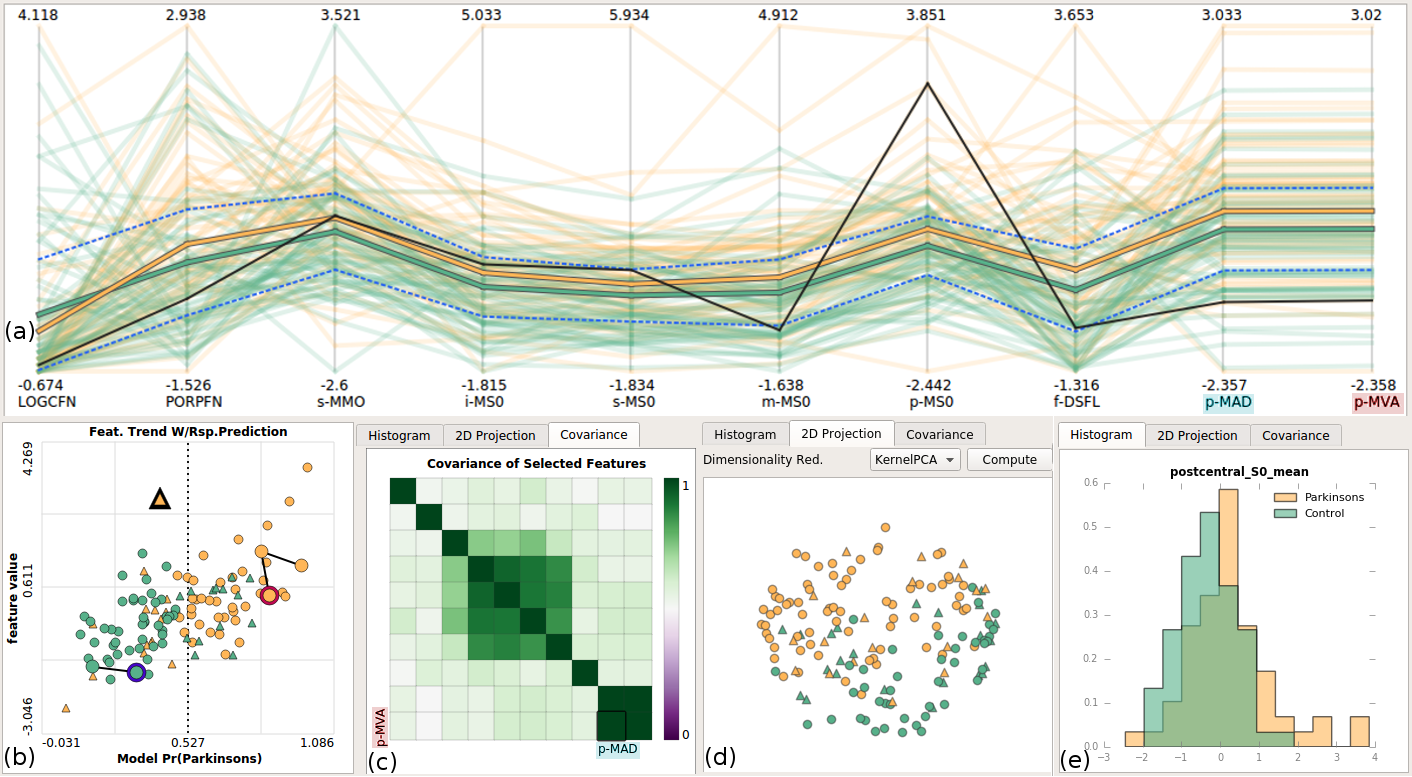 4.118 2.938 3.521 5.033 5.934 4.912 3.851 3.653 3.033 3.02
(a)
-0.674 -1.526 -2.6 -1.815 -1.834 -1.638 -2.442 -1.316 -2.357 -2.358
LOGCFN PORPFN s-MMO i-MS0 s-MS0 m-MS0 p-MS0 f-DSFL p-MAD p-MVA
Feat. Trend W/Rsp.Prediction
4.269
0.611
-3.046
feature value
-0.031 0.527 1.086
Model Pr(Parkinsons)
(b)
Histogram 2D Projection Covariance
Covariance of Selected Features
1
0
p-MVA
p-MAD
(c)
Histogram 2D Projection Covariance
Dimensionality Red. KernelPCA Compute
(d)
Histogram 2D Projection Covariance
postcentral_S0_mean
Parkinsons
Control
0.6
0.5
0.4
0.3
0.2
0.1
0.0
−3 −2 −1 0 1 2 3 4
(e)